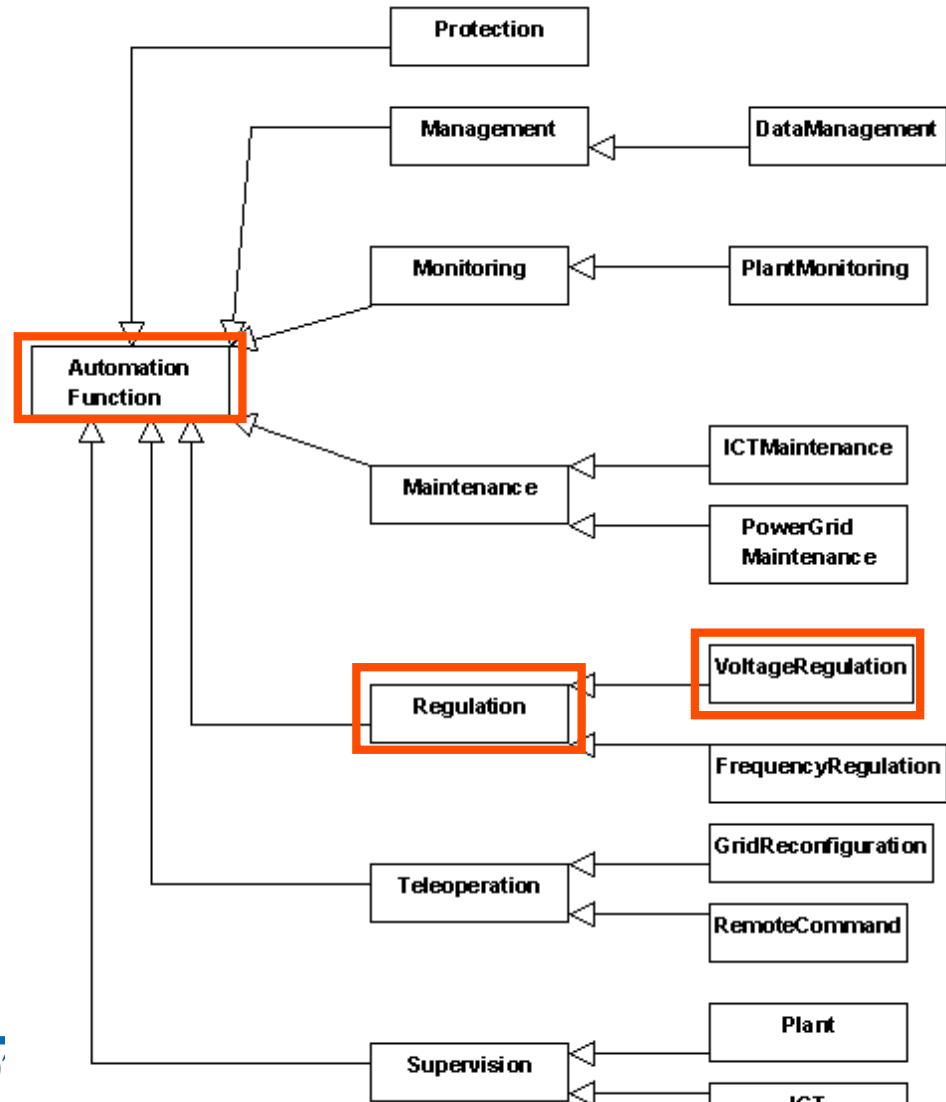 Protection
Management
DataManagement
Monitoring
PlantMonitoring
Automation
Function
ICTMaintenance
Maintenance
PowerGrid
Maintenance
VoltageRegulation
Regulation
FrequencyRegulation
GridReconfiguration
Teleoperation
RemoteCommand
Plant
Supervision
ICT